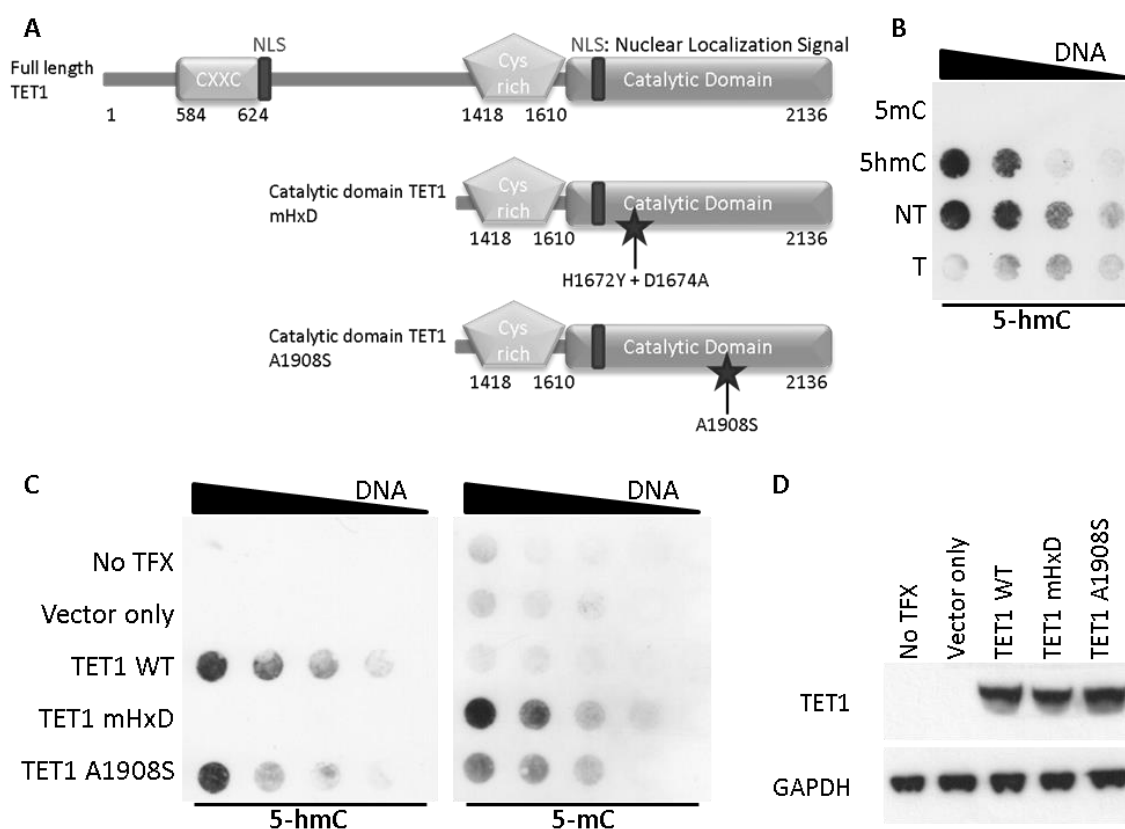 A
NLS
NLS: Nuclear Localization Signal
Full length
TET1
CXXC
Cys
rich
Catalytic Domain
1
584
624
1418
1610
2136
Catalytic domain TET1
mHxD
Cys
rich
Catalytic Domain
1418
1610
2136
H1672Y + D1674A
Catalytic domain TET1
A1908S
Cys
rich
Catalytic Domain
1418
1610
2136
A1908S
B
DNA
5mC
5hmC
NT
T
5-hmC
C
DNA
DNA
No TFX
Vector only
TET1 WT
TET1 mHxD
TET1 A1908S
5-hmC
5-mC
D
No TFX
Vector only
TET1 WT
TET1 mHxD
TET1 A1908S
TET1
GAPDH